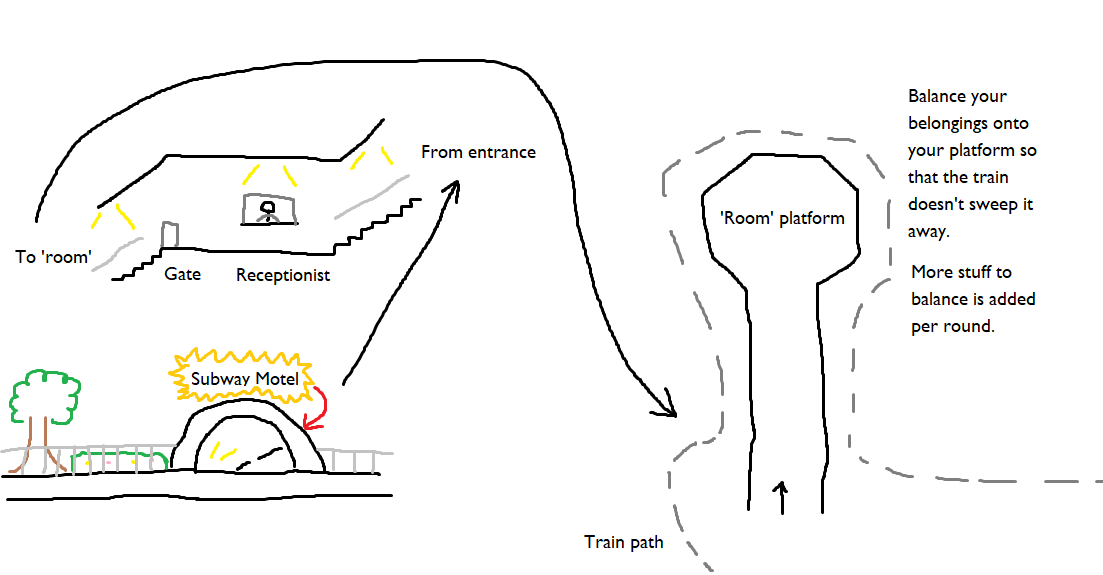 From entrance
To 'room'
Gate
Receptionist
Subway Motel
'Room' platform
Balance your
belongings onto
your platform so
that the train
doesn't sweep it
away.
More stuff to
balance is added
per round.
Train path